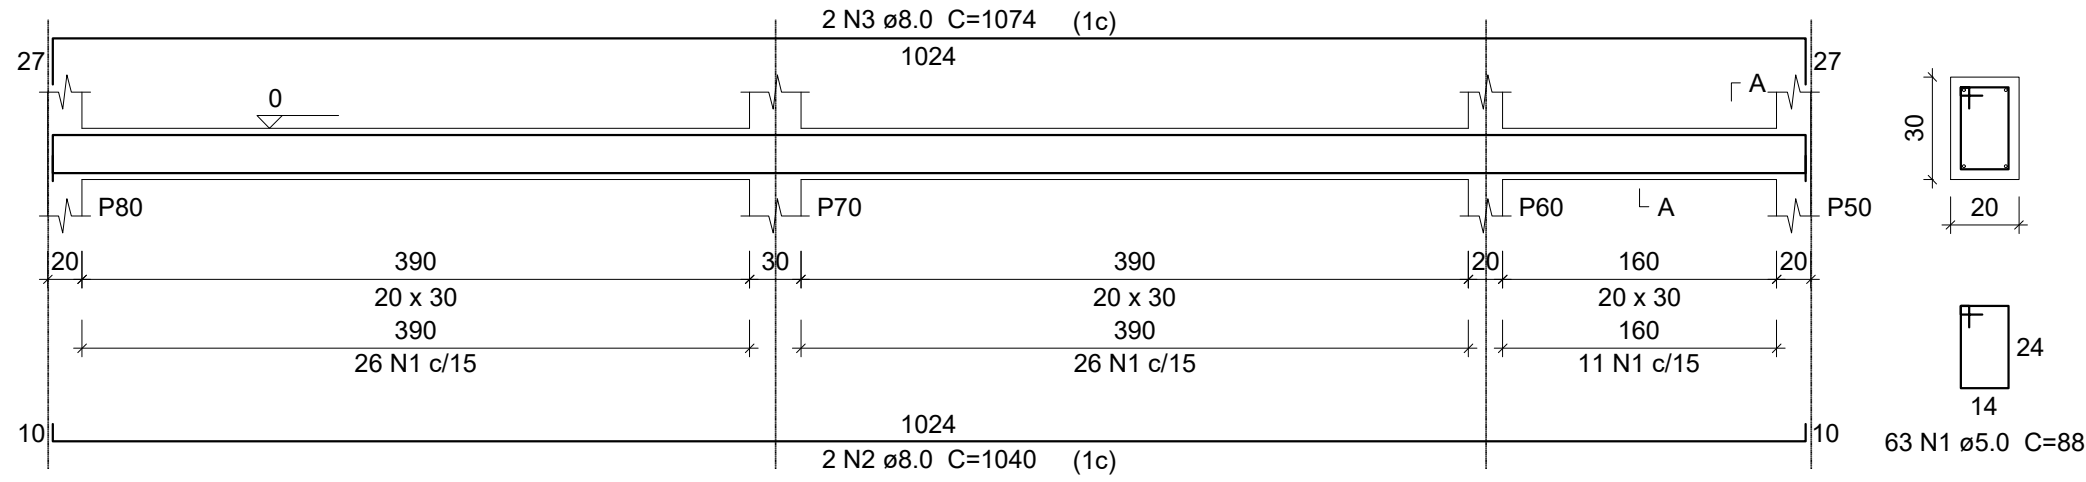 2 N3 ø8.0 C=1074 (1c)
27 1024 27
0
A
P80 P70 P60 A P50
20 390 30 390 20 160 20
20 x 30 20 x 30 20 x 30
390 390 160
26 N1 c/15 26 N1 c/15 11 N1 c/15
10 1024 10
2 N2 ø8.0 C=1040 (1c)
30
20
24
14
63 N1 ø5.0 C=88